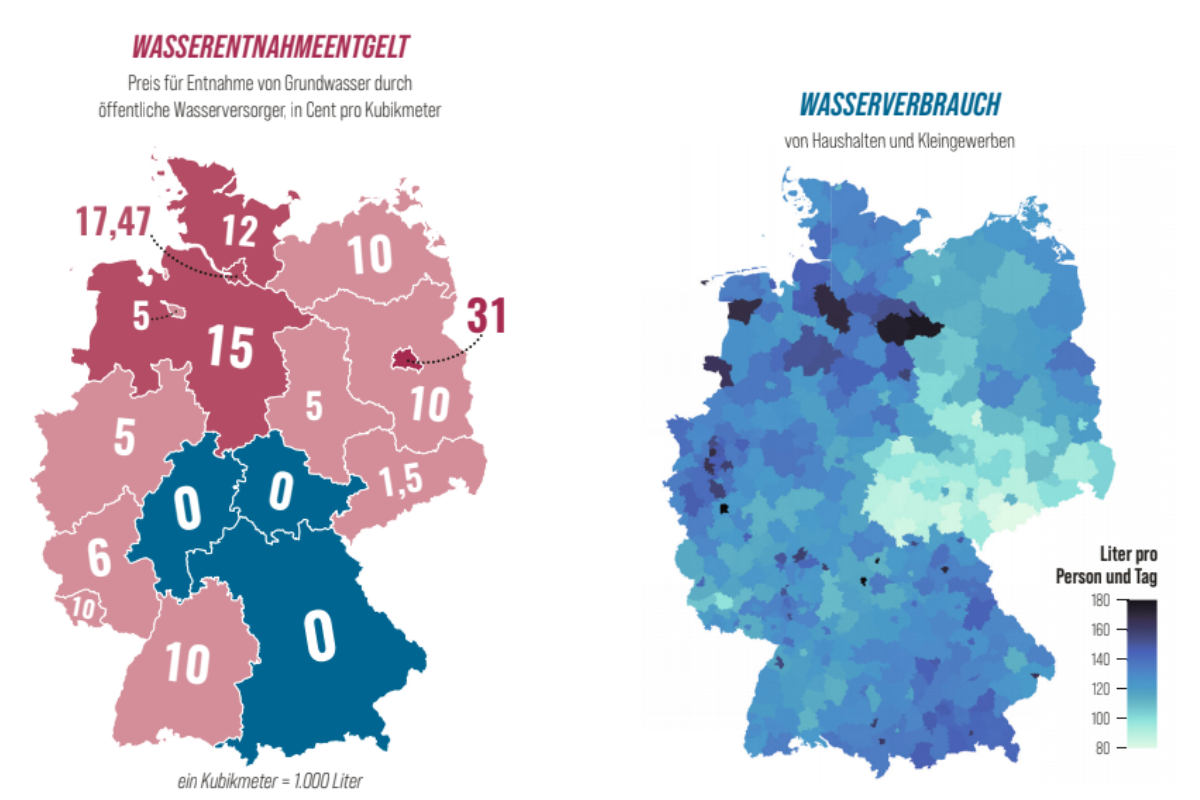 WASSERENTNAHMEENTGELT
Preis für Entnahme von Grundwasser durch
öffentliche Wasserversorger, in Cent pro Kubikmeter
17,47
12
10
5
15
31
5
5
10
1,5
0
0
6
10
0
10
ein Kubikmeter = 1.000 Liter
WASSERVERBRAUCH
von Haushalten und Kleingewerben
Liter pro
Person und Tag
180
160
140
120
100
80